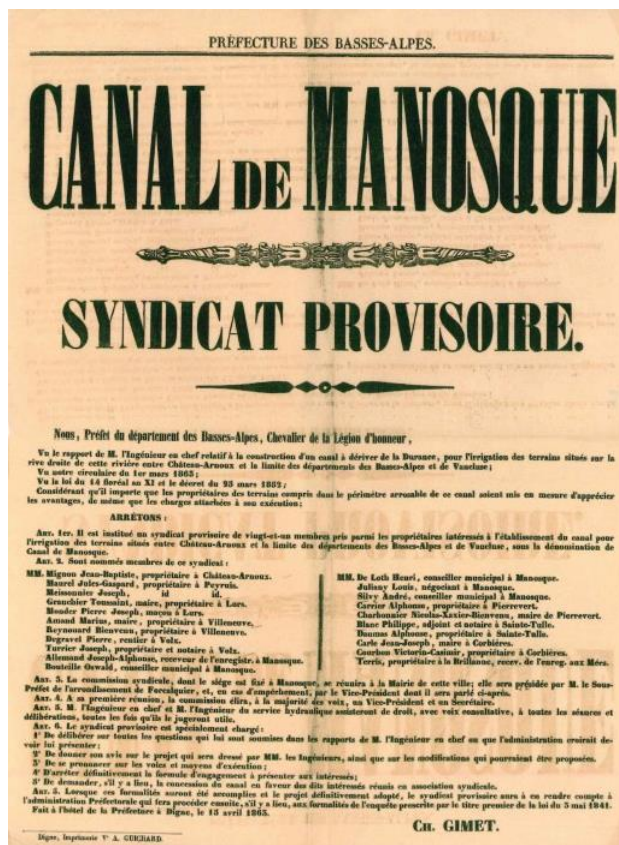 PRÉFECTURE DES BASSES-ALPES.
CANAL DE MANOSQUE
SYNDICAT PROVISOIRE.
Nous, Préfet du département des Basses-Alpes, Chevalier de la Légion d'honneur,
Vu le rapport de M. l'Ingénieur en chef relatif à la construction d'un canal à dériver de la Durance, pour l'irrigation des terrains situés sur la
rive droite de cette rivière entre Château-Arnoux et la limite des départements des Basses-Alpes et de Vaucluse;
Vu notre circulaire du 1er mars 1863;
Vu la loi du 14 floréal an XI et le décret du 25 mars 1852;
Considérant qu'il importe que les propriétaires des terrains compris dans le périmètre arrosable de ce canal soient mis en mesure d'apprécier
les avantages, de même que les charges attachées à son exécution;
ARRÊTONS :
ART. 1er. Il est institué un syndicat provisoire de vingt-et-un membres pris parmi les propriétaires intéressés à l'établissement du canal pour
l'irrigation des terrains situés entre Château-Arnoux et la limite des départements des Basses-Alpes et de Vaucluse, sous la dénomination de
Canal de Manosque.
ART. 2. Sont nommés membres de ce syndicat :
MM. Mignon Jean-Baptiste, propriétaire à Château-Arnoux.
Maurel Jules-Gaspard, propriétaire à Peyruis.
Meissonnier Joseph, id id.
Granchier Toussaint, maire, propriétaire à Lurs.
Monder Pierre Joseph, maçon à Lurs.
Amand Marius, maire, propriétaire à Villeneuve.
Reynouard Bienvenu, propriétaire à Villeneuve.
Degravel Pierre, rentier à Volx.
Turrier Joseph, propriétaire et notaire à Volx.
Allemand Joseph-Alphonse, receveur de l'enregistr. à Manosque.
Bouteille Oswald, conseiller municipal à Manosque.
MM. De Loth Henri, conseiller municipal à Manosque.
Juliany Louis, négociant à Manosque.
Silvy André, conseiller municipal à Manosque.
Carrier Alphonse, propriétaire à Pierrevert.
Charbonnier Nicolas-Xavier-Bienvenu, maire de Pierrevert.
Blanc Philippe, adjoint et notaire à Sainte-Tulle.
Daumas Alphonse, propriétaire à Sainte-Tulle.
Carle Jean-Joseph, maire à Corbières.
Courbon Victorin-Casimir, propriétaire à Corbières.
Terris, propriétaire à la Brillanne, recev. de l'enreg. aux Mées.
ART. 3. La commission syndicale, dont le siége est fixé à Manosque, se réunira à la Mairie de cette ville; elle sera présidée par M. le Sous-
Préfet de l'arrondissement de Forcalquier, et, en cas d'empêchement, par le Vice-Président dont il sera parlé ci-après.
ART. 4. A sa première réunion, la commission élira, à la majorité des voix, un Vice-Président et un Secrétaire.
ART. 5. M. l'Ingénieur en chef et M. l'Ingénieur du service hydraulique assisteront de droit, avec voix consultative, à toutes les séances et
délibérations, toutes les fois qu'ils le jugeront utile.
ART. 6. Le syndicat provisoire est spécialement chargé :
1° De délibérer sur toutes les questions qui lui sont soumises dans les rapports de M. l'Ingénieur en chef ou que l'administration croirait de-
voir lui présenter;
2° De donner son avis sur le projet qui sera dressé par MM. les Ingénieurs, ainsi que sur les modifications qui pourraient être proposées.
3° De se prononcer sur les voies et moyens d'exécution;
4° D'arrêter définitivement la formule d'engagement à présenter aux intéressés;
5° De demander, s'il y a lieu, la concession du canal en faveur des dits intéressés réunis en association syndicale.
ART. 5. Lorsque ces formalités auront été accomplies et le projet définitivement adopté, le syndicat provisoire aura à en rendre compte à
l'administration Préfectorale qui fera procéder ensuite, s'il y a lieu, aux formalités de l'enquête prescrite par le titre premier de la loi du 3 mai 1841.
Fait à l'hôtel de la Préfecture à Digne, le 15 avril 1863.
CH. GIMET.
Digne, Imprimerie Ve A. GUICHARD.